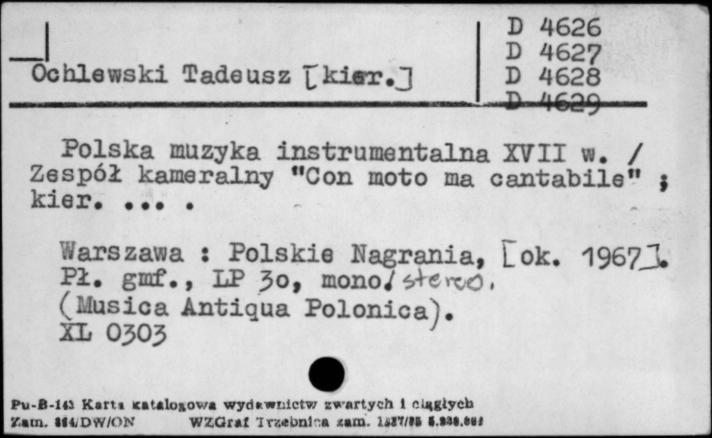 D 4626
D 4627
D 4628
D 4629
Ochlewski Tadeusz [kier.]
Polska muzyka instrumentalna XVII w. /
Zespół kameralny "Con moto ma cantabile" ;
kier. ... .
Warszawa : Polskie Nagrania, [ok. 1967].
Pł. gmf., LP 30, mono/stereo.
(Musica Antiqua Polonica).
XL 0303
Pu-B-143 Karta katalogowa wydawnictw zwartych i ciągłych
Zam. 864/DW/ON WZGraf Trzebnica zam.